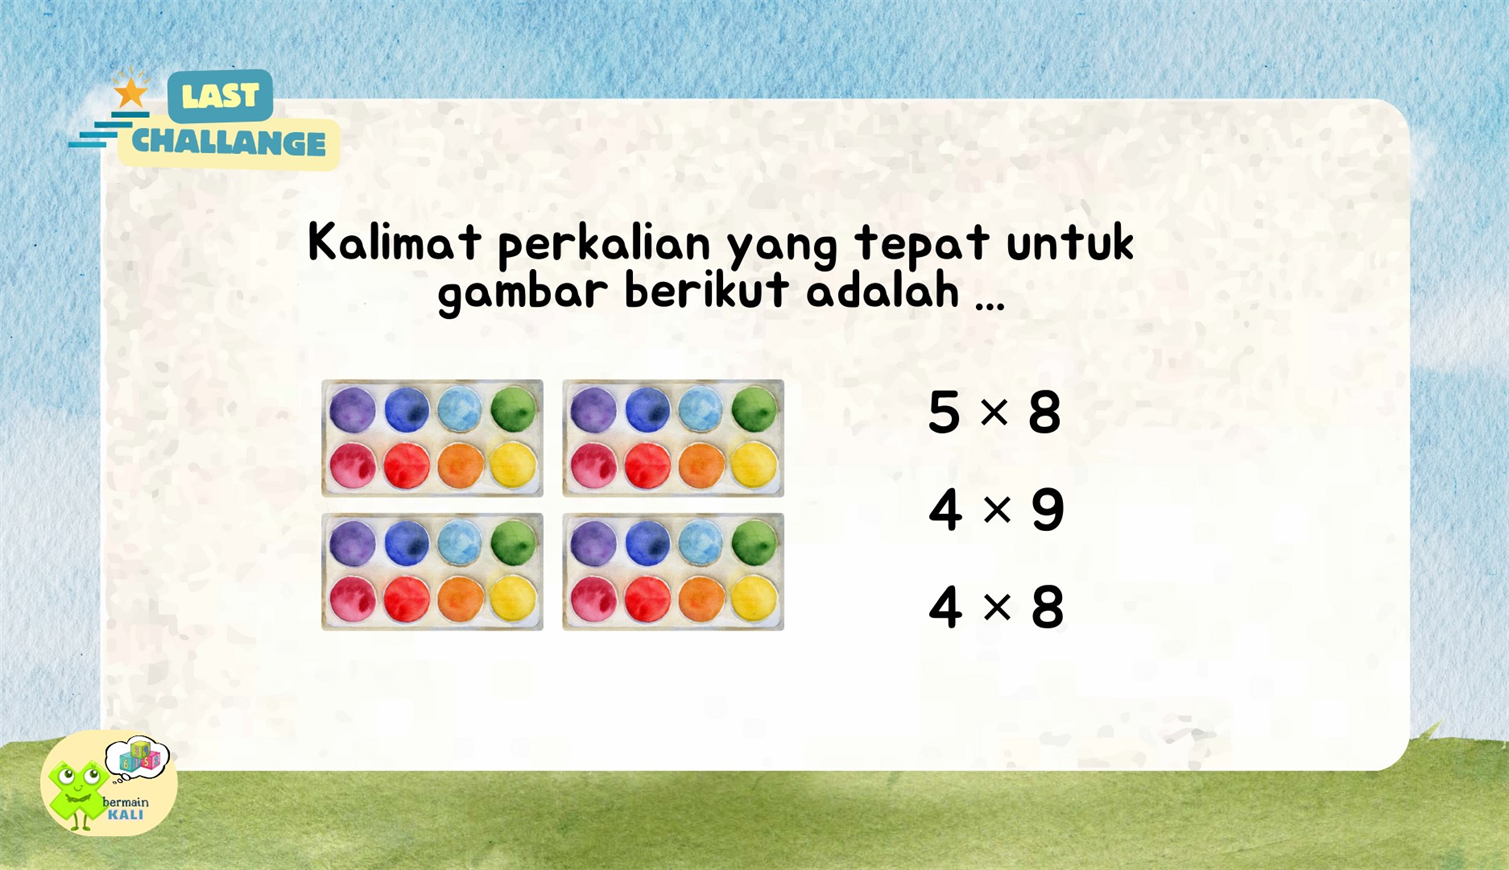 LAST
CHALLANGE
Kalimat perkalian yang tepat untuk
gambar berikut adalah ...
5 × 8
4 × 9
4 × 8
bermain
KALI